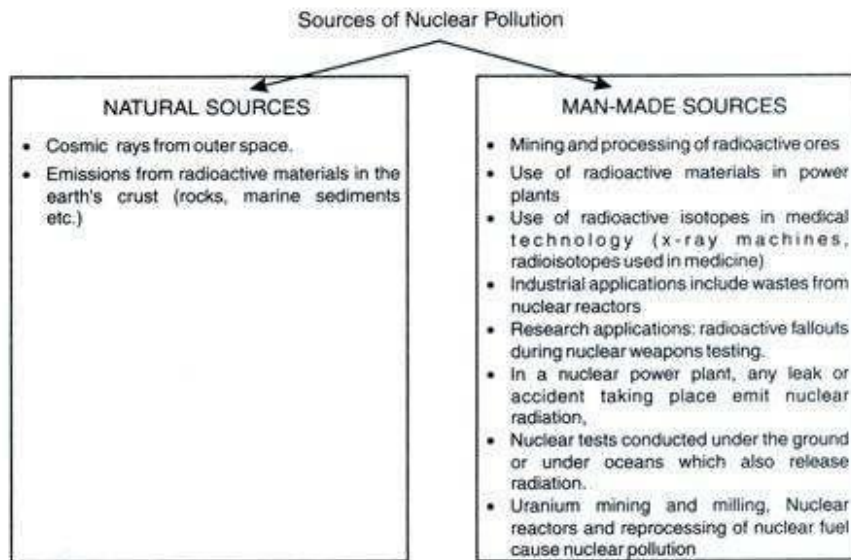 Sources of Nuclear Pollution
NATURAL SOURCES
• Cosmic rays from outer space.
• Emissions from radioactive materials in the
earth's crust (rocks, marine sediments
etc.)
MAN-MADE SOURCES
• Mining and processing of radioactive ores
• Use of radioactive materials in power
plants
• Use of radioactive isotopes in medical
technology (x-ray machines,
radioisotopes used in medicine)
• Industrial applications include wastes from
nuclear reactors
• Research applications: radioactive fallouts
during nuclear weapons testing.
• In a nuclear power plant, any leak or
accident taking place emit nuclear
radiation,
• Nuclear tests conducted under the ground
or under oceans which also release
radiation.
• Uranium mining and milling, Nuclear
reactors and reprocessing of nuclear fuel
cause nuclear pollution